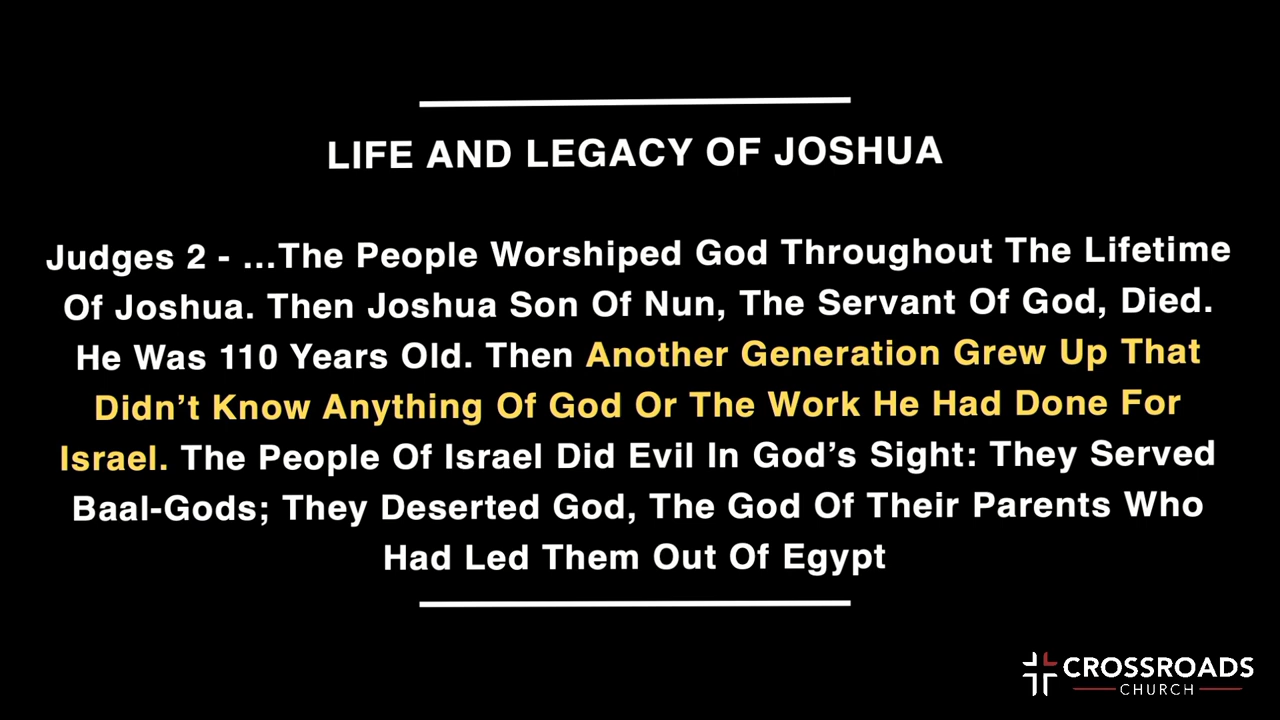 LIFE AND LEGACY OF JOSHUA
Judges 2 - ...The People Worshiped God Throughout The Lifetime
Of Joshua. Then Joshua Son Of Nun, The Servant Of God, Died.
He Was 110 Years Old. Then Another Generation Grew Up That
Didn’t Know Anything Of God Or The Work He Had Done For
Israel. The People Of Israel Did Evil In God’s Sight: They Served
Baal-Gods; They Deserted God, The God Of Their Parents Who
Had Led Them Out Of Egypt
CROSSROADS
CHURCH